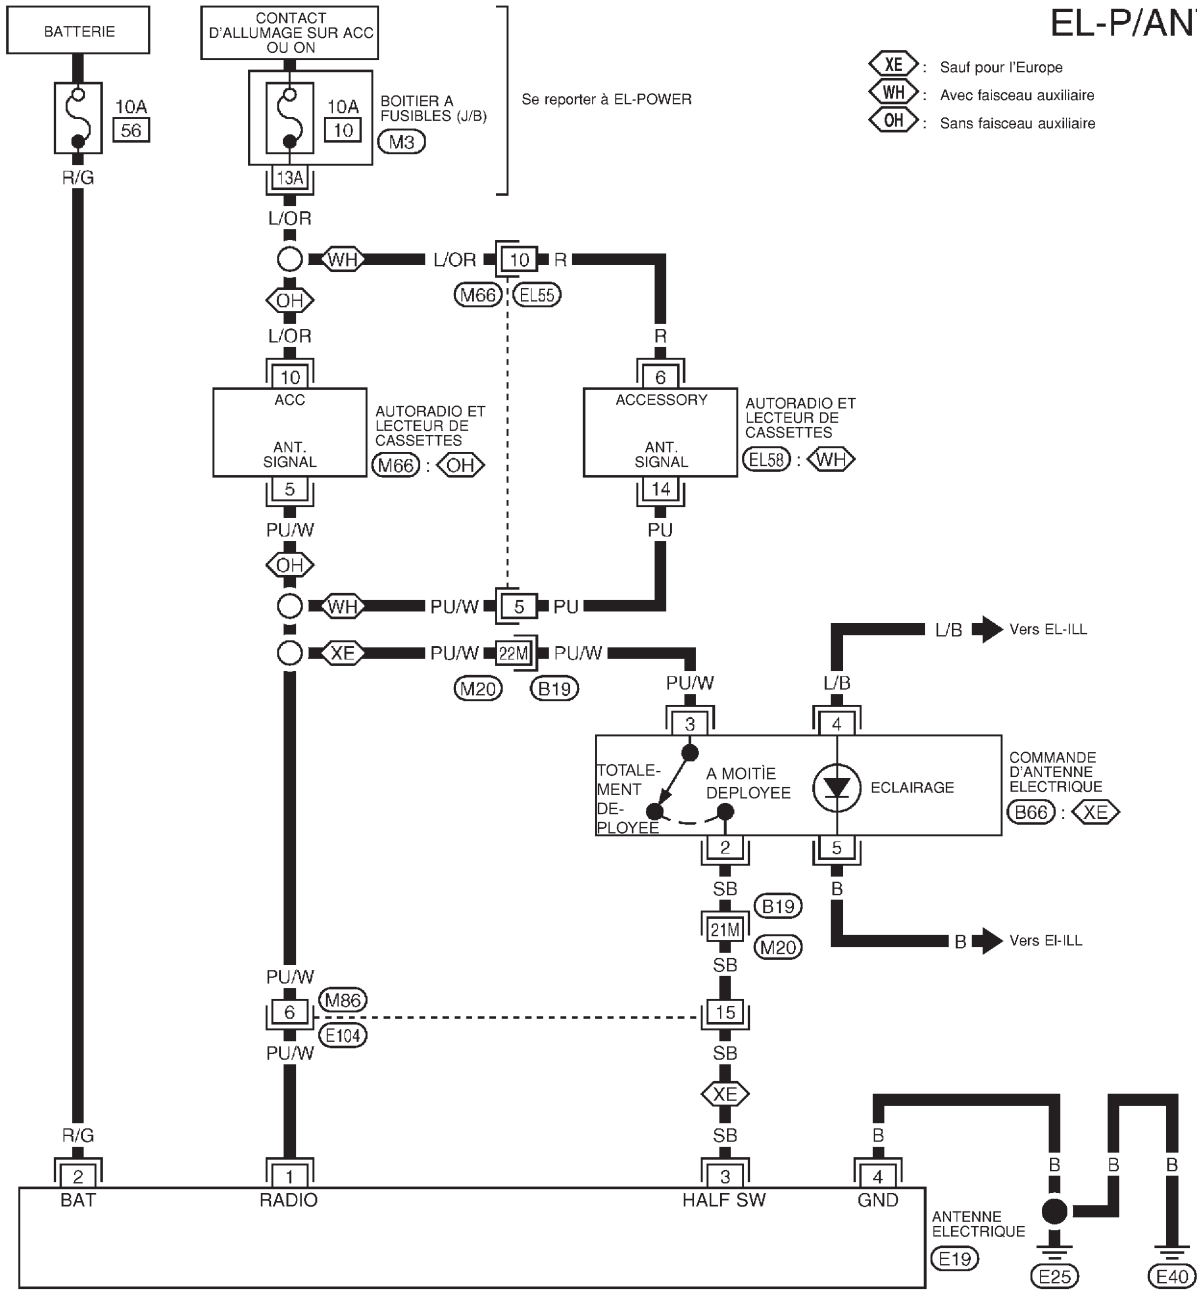 EL-P/AN
BATTERIE
CONTACT
D'ALLUMAGE SUR ACC
OU ON
XE : Sauf pour l'Europe
WH : Avec faisceau auxiliaire
OH : Sans faisceau auxiliaire
10A
56
10A
10
BOITIER A
FUSIBLES (J/B)
M3
Se reporter à EL-POWER
R/G
13A
L/OR
WH
L/OR
10
R
M66
EL55
OH
L/OR
R
10
6
ACC
ANT.
SIGNAL
AUTORADIO ET
LECTEUR DE
CASSETTES
M66 : OH
ACCESSORY
ANT.
SIGNAL
AUTORADIO ET
LECTEUR DE
CASSETTES
EL58 : WH
5
14
PU/W
PU
OH
WH
PU/W
5
PU
XE
PU/W
22M
PU/W
M20
B19
L/B
Vers EL-ILL
PU/W
L/B
3
4
TOTALE-
MENT
DE-
PLOYEE
A MOITÌE
DEPLOYEE
ECLAIRAGE
COMMANDE
D'ANTENNE
ELECTRIQUE
B66 : XE
2
5
SB
B
B19
21M
M20
B
Vers El-ILL
SB
PU/W
6
M86
E104
15
PU/W
SB
XE
R/G
SB
B
B
B
B
2
1
3
4
BAT
RADIO
HALF SW
GND
ANTENNE
ELECTRIQUE
E19
E25
E40